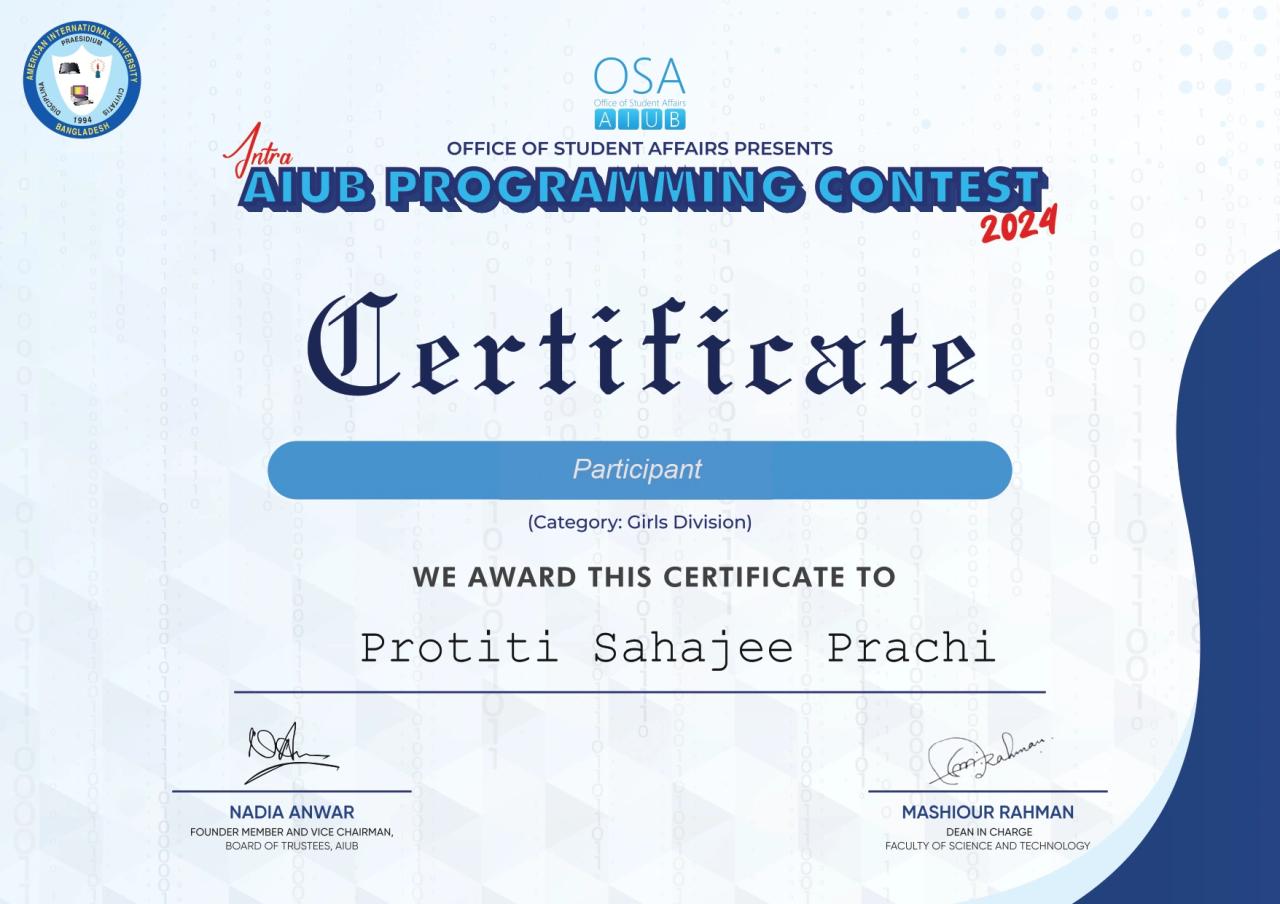 AMERICAN INTERNATIONAL UNIVERSITY
PRAESIDIUM
DISCIPLINA
CIVITATIS
1994
BANGLADESH
OSA
Office of Student Affairs
AIUB
OFFICE OF STUDENT AFFAIRS PRESENTS
Intra
AIUB PROGRAMMING CONTEST
2024
Certificate
Participant
(Category: Girls Division)
WE AWARD THIS CERTIFICATE TO
Protiti Sahajee Prachi
NADIA ANWAR
FOUNDER MEMBER AND VICE CHAIRMAN,
BOARD OF TRUSTEES, AIUB
MASHIOUR RAHMAN
DEAN IN CHARGE
FACULTY OF SCIENCE AND TECHNOLOGY